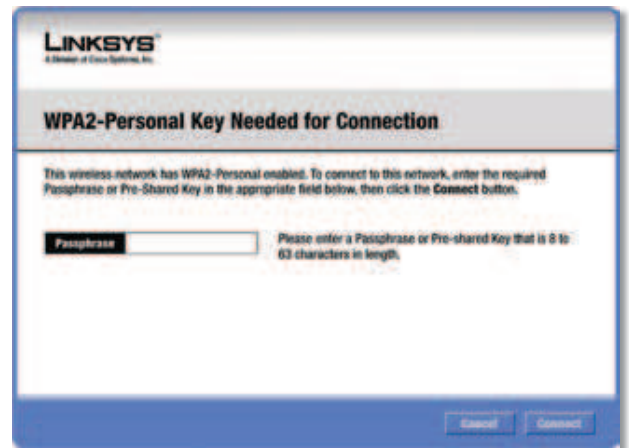 LINKSYS®
A Division of Cisco Systems, Inc.
WPA2-Personal Key Needed for Connection
This wireless network has WPA2-Personal enabled. To connect to this network, enter the required
Passphrase or Pre-Shared Key in the appropriate field below, then click the Connect button.
Passphrase
Please enter a Passphrase or Pre-shared Key that is 8 to
63 characters in length.
Cancel
Connect